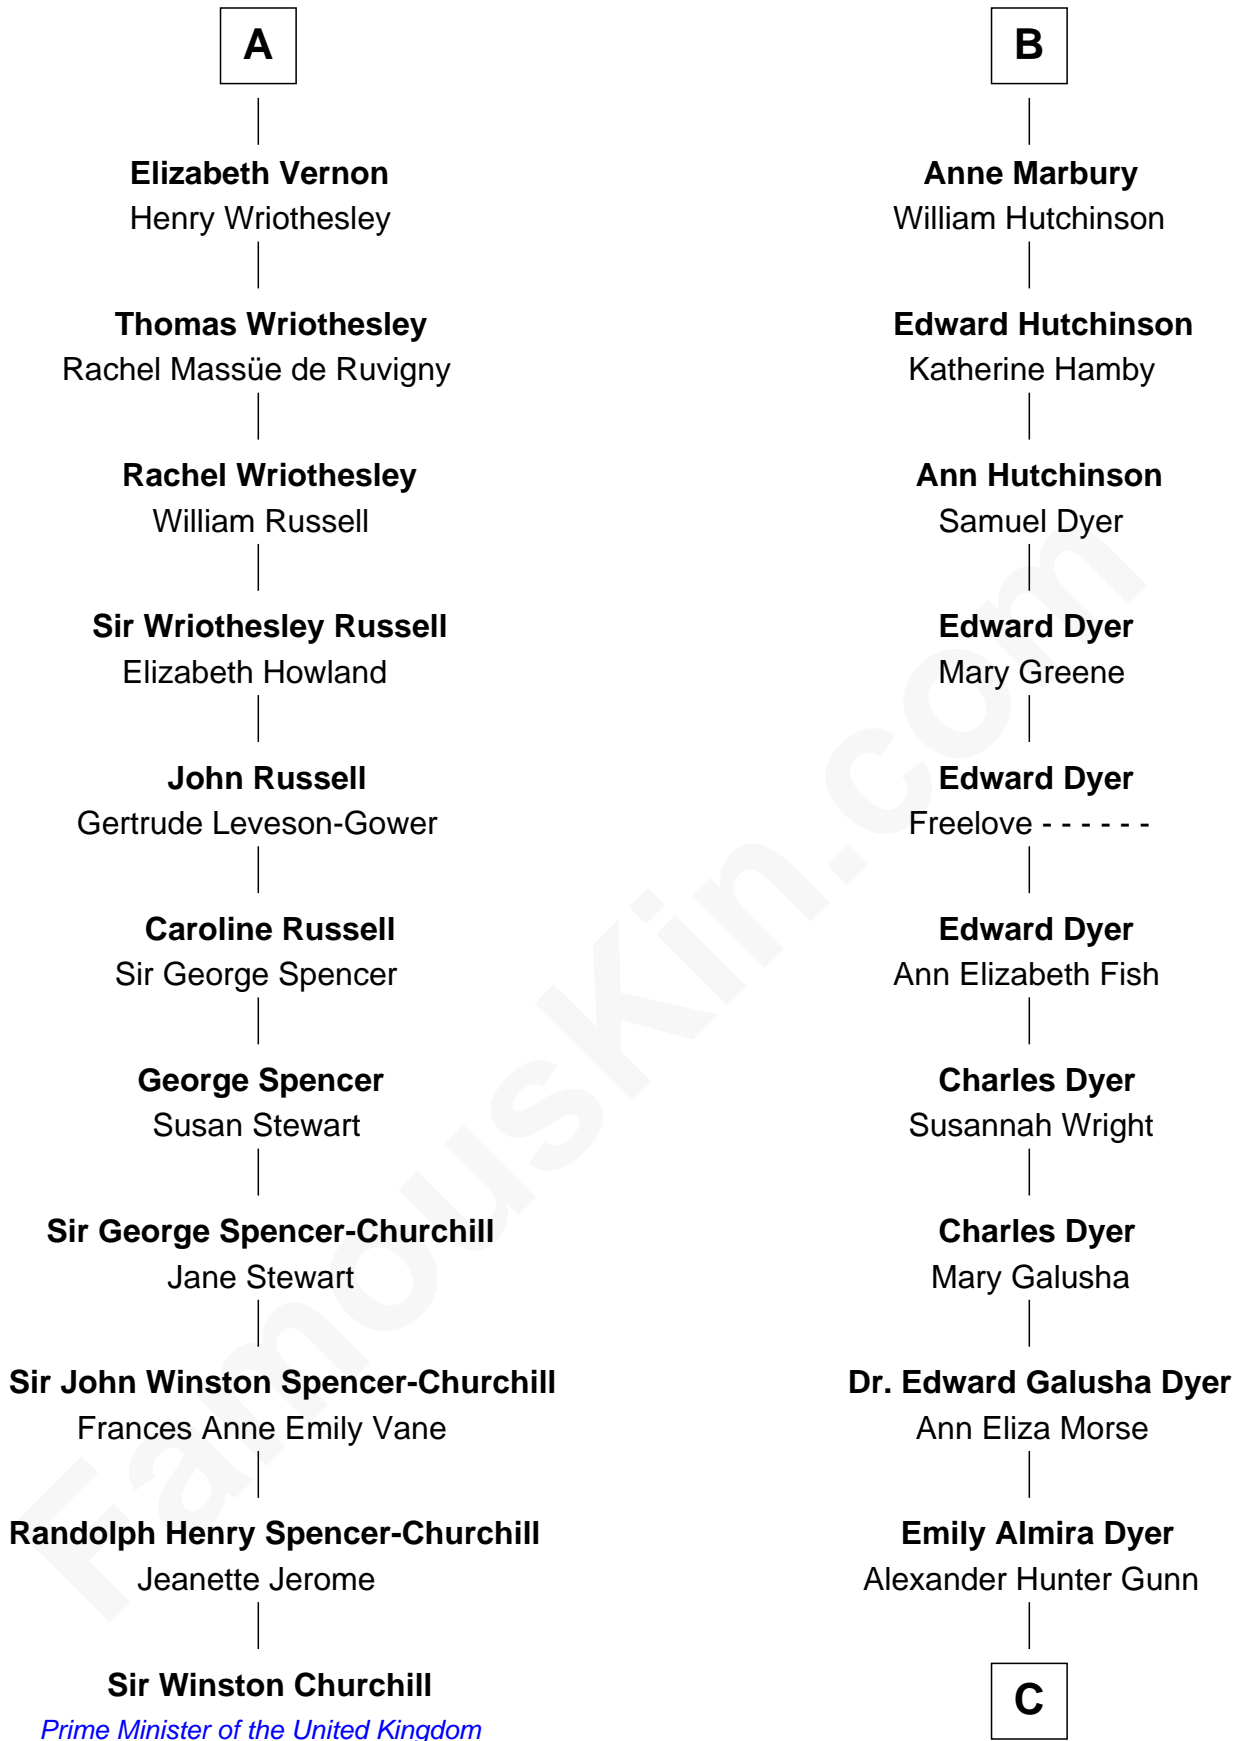 A
Elizabeth Vernon
Henry Wriothesley
Thomas Wriothesley
Rachel Massüe de Ruvigny
Rachel Wriothesley
William Russell
Sir Wriothesley Russell
Elizabeth Howland
John Russell
Gertrude Leveson-Gower
Caroline Russell
Sir George Spencer
George Spencer
Susan Stewart
Sir George Spencer-Churchill
Jane Stewart
Sir John Winston Spencer-Churchill
Frances Anne Emily Vane
Randolph Henry Spencer-Churchill
Jeanette Jerome
Sir Winston Churchill
Prime Minister of the United Kingdom
B
Anne Marbury
William Hutchinson
Edward Hutchinson
Katherine Hamby
Ann Hutchinson
Samuel Dyer
Edward Dyer
Mary Greene
Edward Dyer
Freelove - - - - - -
Edward Dyer
Ann Elizabeth Fish
Charles Dyer
Susannah Wright
Charles Dyer
Mary Galusha
Dr. Edward Galusha Dyer
Ann Eliza Morse
Emily Almira Dyer
Alexander Hunter Gunn
C
FamousKin.com